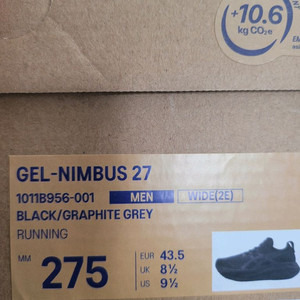 +10.6
kg CO₂e
GEL-NIMBUS 27
1011B956-001 MEN WIDE(2E)
BLACK/GRAPHITE GREY
RUNNING
MM 275
EUR 43.5
UK 8½
US 9½